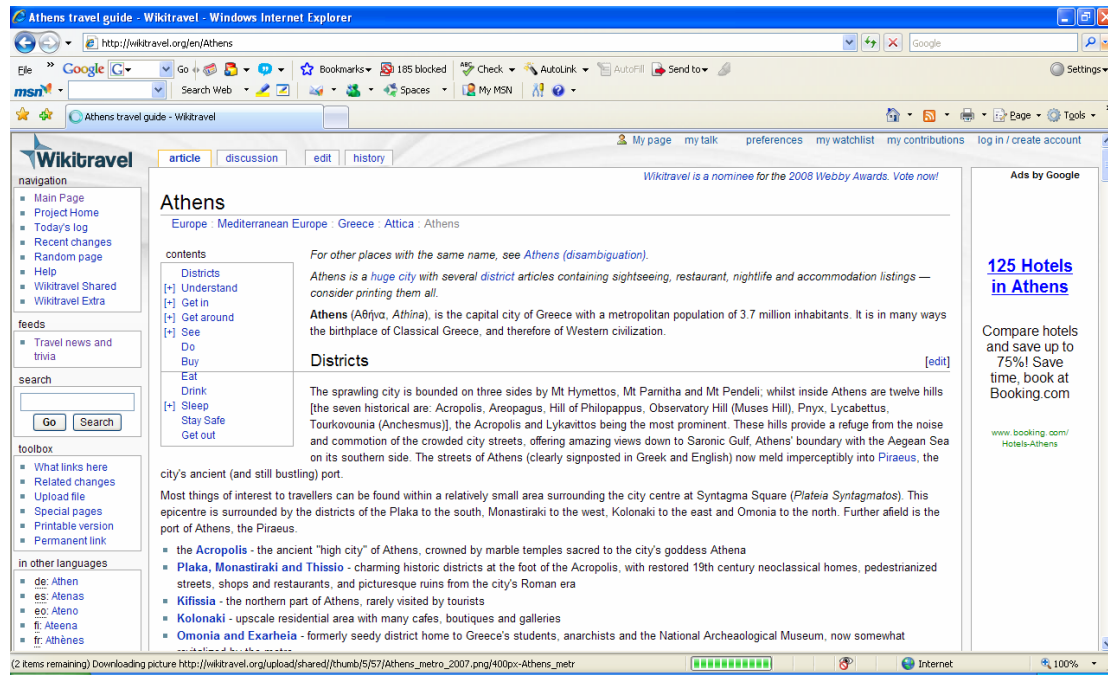 Athens travel guide - Wikitravel - Windows Internet Explorer
http://wikitravel.org/en/Athens
Google
File » Google G Go Bookmarks 185 blocked Check AutoLink AutoFill Send to Settings
msn Search Web Spaces My MSN
Athens travel guide - Wikitravel
Page Tools
Wikitravel
article discussion edit history
My page my talk preferences my watchlist my contributions log in / create account
Wikitravel is a nominee for the 2008 Webby Awards. Vote now!
navigation
Main Page
Project Home
Today's log
Recent changes
Random page
Help
Wikitravel Shared
Wikitravel Extra
feeds
Travel news and
trivia
search
Go Search
toolbox
What links here
Related changes
Upload file
Special pages
Printable version
Permanent link
in other languages
de: Athen
es: Atenas
eo: Ateno
fi: Ateena
fr: Athènes
Athens
Europe : Mediterranean Europe : Greece : Attica : Athens
contents
Districts
[+] Understand
[+] Get in
[+] Get around
[+] See
Do
Buy
Eat
Drink
[+] Sleep
Stay Safe
Get out
For other places with the same name, see Athens (disambiguation).
Athens is a huge city with several district articles containing sightseeing, restaurant, nightlife and accommodation listings —
consider printing them all.
Athens (Αθήνα, Athína), is the capital city of Greece with a metropolitan population of 3.7 million inhabitants. It is in many ways
the birthplace of Classical Greece, and therefore of Western civilization.
Districts [edit]
The sprawling city is bounded on three sides by Mt Hymettos, Mt Parnitha and Mt Pendeli; whilst inside Athens are twelve hills
[the seven historical are: Acropolis, Areopagus, Hill of Philopappus, Observatory Hill (Muses Hill), Pnyx, Lycabettus,
Tourkovounia (Anchesmus)], the Acropolis and Lykavittos being the most prominent. These hills provide a refuge from the noise
and commotion of the crowded city streets, offering amazing views down to Saronic Gulf, Athens' boundary with the Aegean Sea
on its southern side. The streets of Athens (clearly signposted in Greek and English) now meld imperceptibly into Piraeus, the
city's ancient (and still bustling) port.
Most things of interest to travellers can be found within a relatively small area surrounding the city centre at Syntagma Square (Plateia Syntagmatos). This
epicentre is surrounded by the districts of the Plaka to the south, Monastiraki to the west, Kolonaki to the east and Omonia to the north. Further afield is the
port of Athens, the Piraeus.
the Acropolis - the ancient "high city" of Athens, crowned by marble temples sacred to the city's goddess Athena
Plaka, Monastiraki and Thissio - charming historic districts at the foot of the Acropolis, with restored 19th century neoclassical homes, pedestrianized
streets, shops and restaurants, and picturesque ruins from the city's Roman era
Kifissia - the northern part of Athens, rarely visited by tourists
Kolonaki - upscale residential area with many cafes, boutiques and galleries
Omonia and Exarheia - formerly seedy district home to Greece's students, anarchists and the National Archaeological Museum, now somewhat
revitalized by the metro
Ads by Google
125 Hotels
in Athens
Compare hotels
and save up to
75%! Save
time, book at
Booking.com
www.booking.com/
Hotels-Athens
(2 items remaining) Downloading picture http://wikitravel.org/upload/shared//thumb/5/57/Athens_metro_2007.png/400px-Athens_metr
Internet
100%